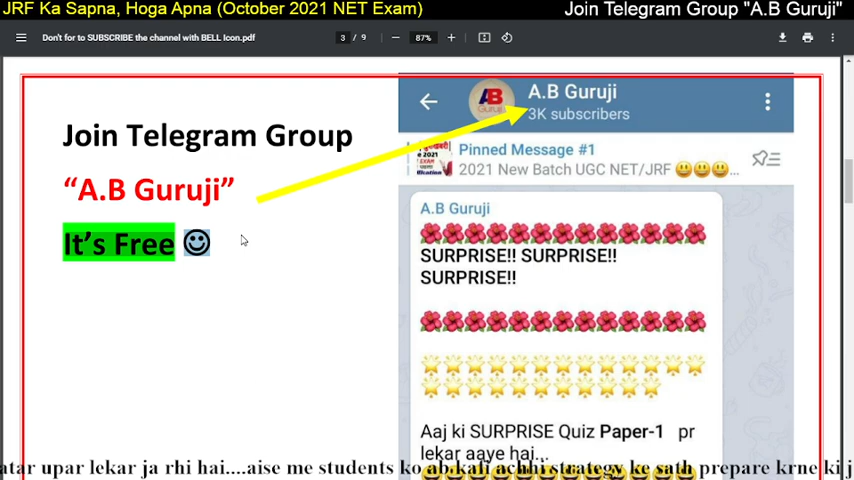 JRF Ka Sapna, Hoga Apna (October 2021 NET Exam)
Join Telegram Group "A.B Guruji"
Don't for to SUBSCRIBE the channel with BELL Icon.pdf
3 / 9
87%
Join Telegram Group
“A.B Guruji”
It’s Free
A.B Guruji
3K subscribers
Pinned Message #1
2021 New Batch UGC NET/JRF 😃😃😃...
A.B Guruji
SURPRISE!! SURPRISE!!
SURPRISE!!
Aaj ki SURPRISE Quiz Paper-1 pr
lekar aaye hai...
atar upar lekar ja rhi hai....aise me students ko ab kafi achhi strategy ke sath prepare krne ki j